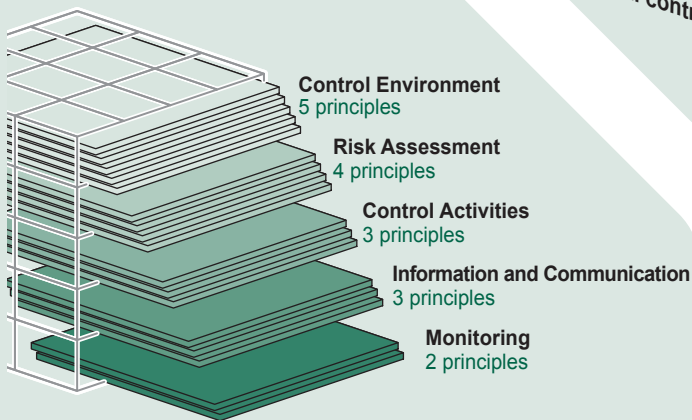 Control Environment
5 principles
Risk Assessment
4 principles
Control Activities
3 principles
Information and Communication
3 principles
Monitoring
2 principles